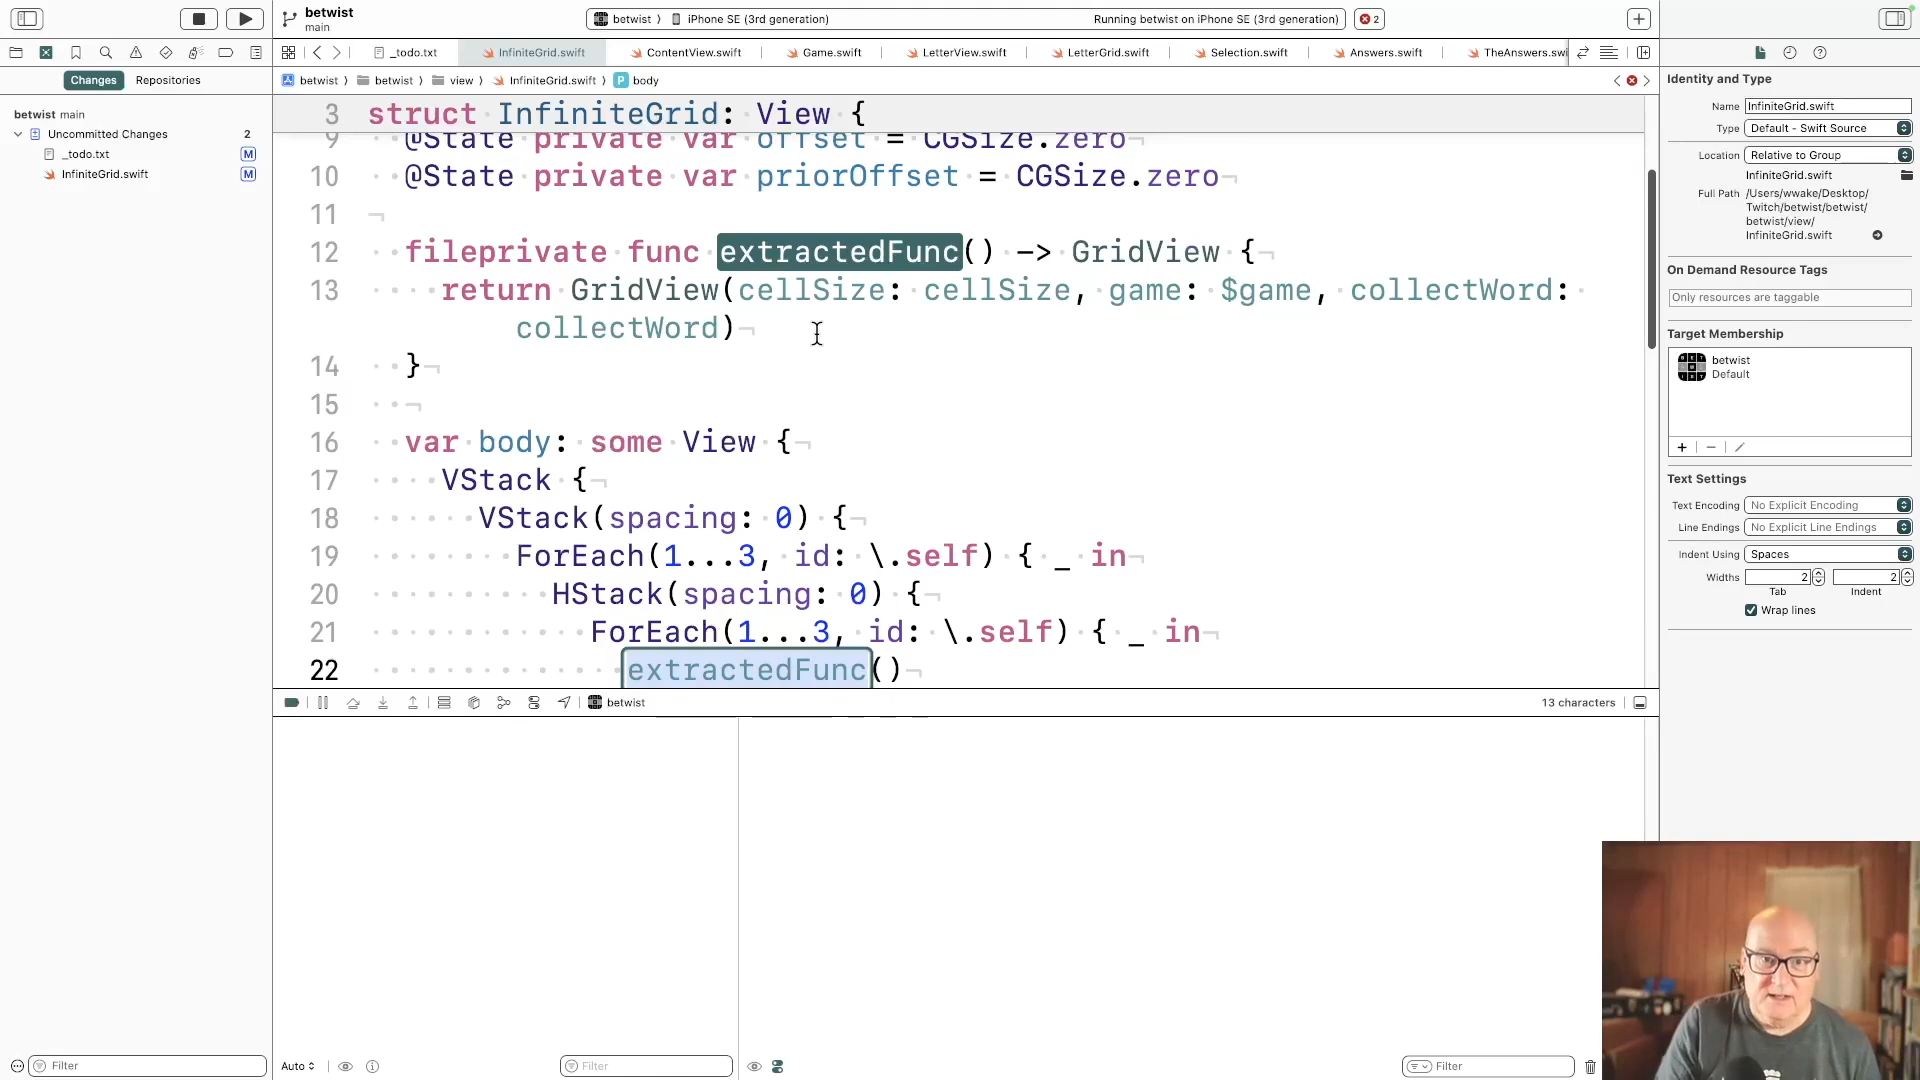 betwist
main
betwist
iPhone SE (3rd generation)
Running betwist on iPhone SE (3rd generation)
2
_todo.txt
InfiniteGrid.swift
ContentView.swift
Game.swift
LetterView.swift
LetterGrid.swift
Selection.swift
Answers.swift
TheAnswers.swi
Changes
Repositories
betwist
betwist
view
InfiniteGrid.swift
P
body
betwist main
Uncommitted Changes
2
_todo.txt
M
InfiniteGrid.swift
M
3 struct InfiniteGrid: View {
9 @State private var offset = CGSize.zero
10 @State private var priorOffset = CGSize.zero
11
12 fileprivate func extractedFunc() -> GridView {
13 return GridView(cellSize: cellSize, game: $game, collectWord:
collectWord)
14 }
15
16 var body: some View {
17 VStack {
18 VStack(spacing: 0) {
19 ForEach(1...3, id: \.self) { _ in
20 HStack(spacing: 0) {
21 ForEach(1...3, id: \.self) { _ in
22 extractedFunc()
betwist
13 characters
Auto
Filter
Filter
Filter
Identity and Type
Name InfiniteGrid.swift
Type Default - Swift Source
Location Relative to Group
InfiniteGrid.swift
Full Path /Users/wwake/Desktop/
Twitch/betwist/betwist/
betwist/view/
InfiniteGrid.swift
On Demand Resource Tags
Only resources are taggable
Target Membership
betwist
Default
Text Settings
Text Encoding No Explicit Encoding
Line Endings No Explicit Line Endings
Indent Using Spaces
Widths 2 2
Tab Indent
Wrap lines